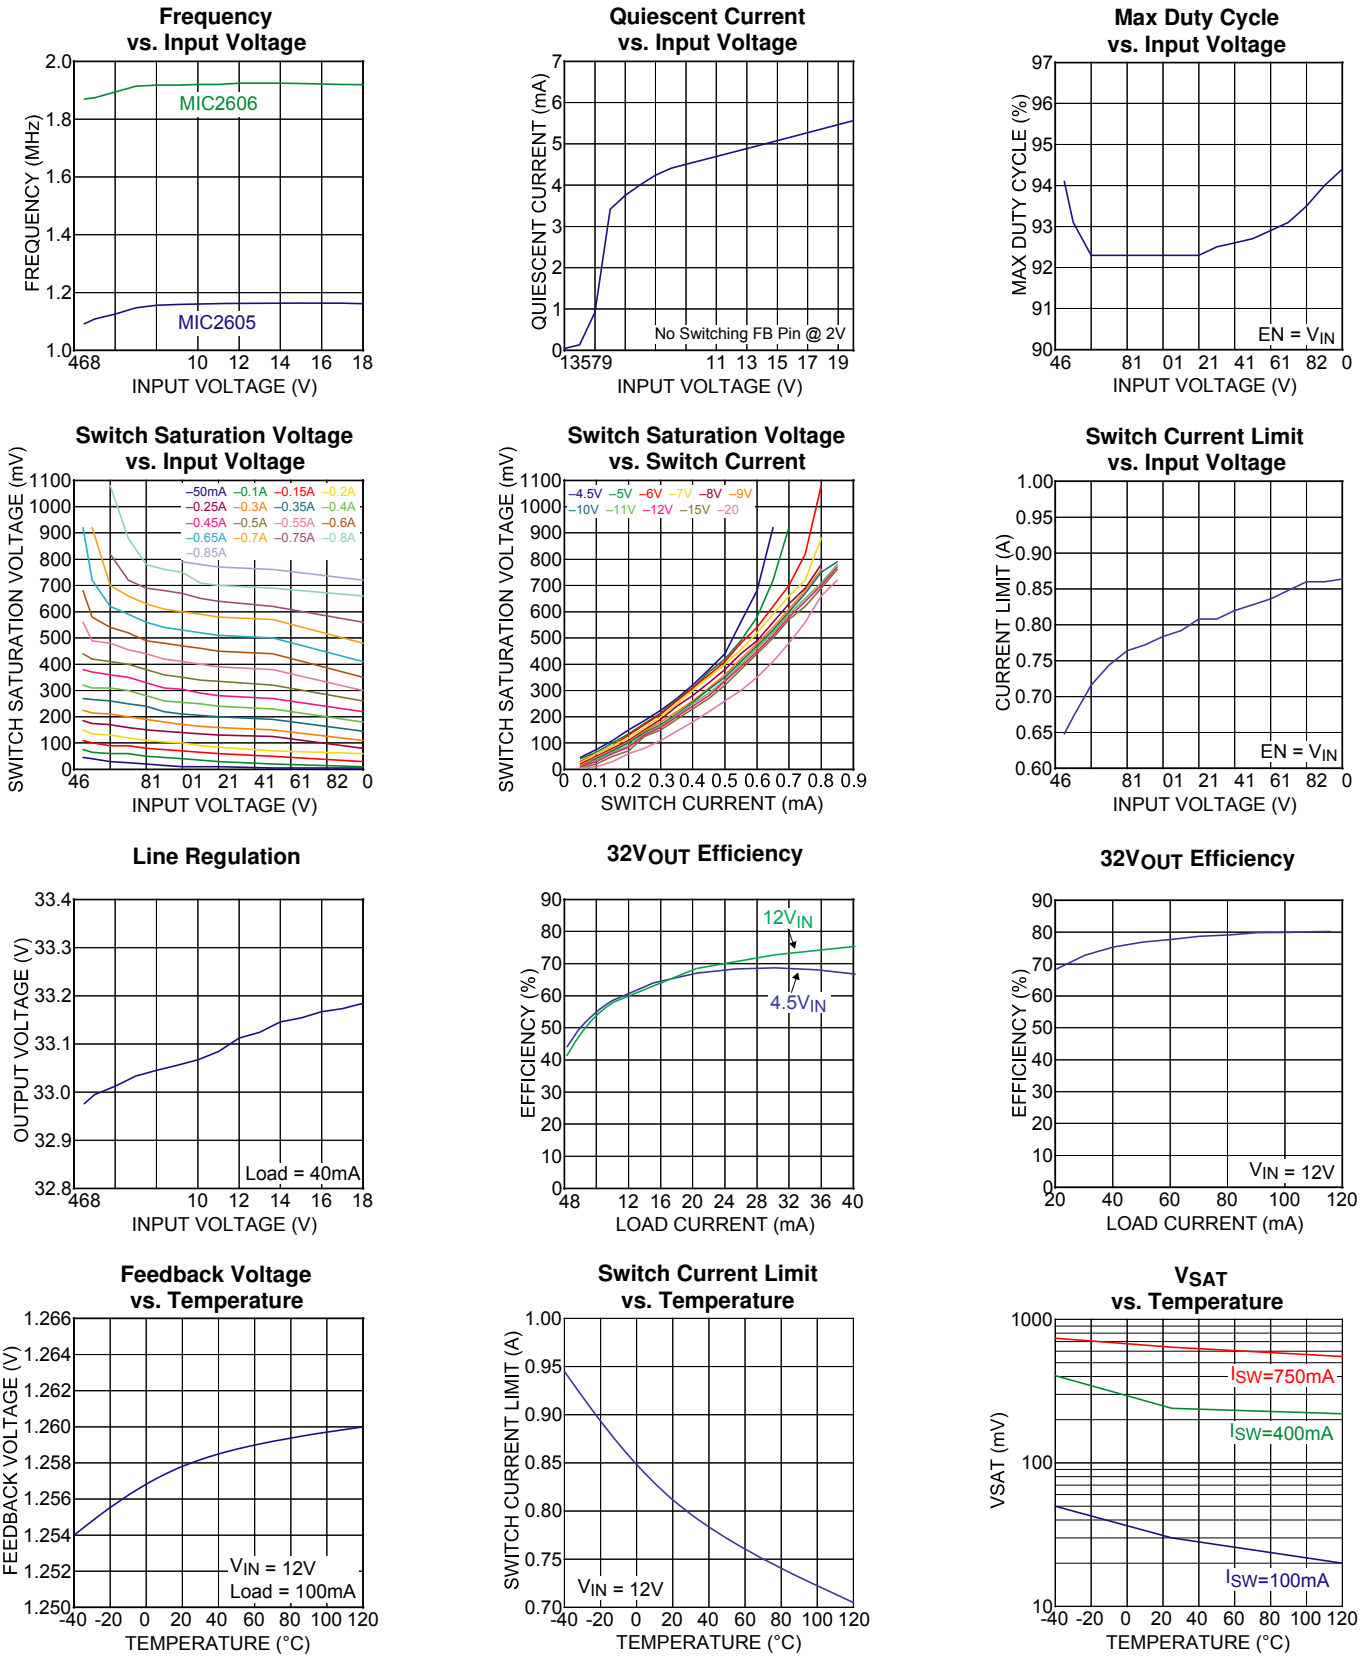 Frequency
vs. Input Voltage
2.0
1.8
1.6
1.4
1.2
1.0
FREQUENCY (MHz)
MIC2606
MIC2605
468 10 12 14 16 18
INPUT VOLTAGE (V)
Quiescent Current
vs. Input Voltage
7
6
5
4
3
2
1
0
QUIESCENT CURRENT (mA)
No Switching FB Pin @ 2V
13579 11 13 15 17 19
INPUT VOLTAGE (V)
Max Duty Cycle
vs. Input Voltage
97
96
95
94
93
92
91
90
MAX DUTY CYCLE (%)
EN = VIN
46 81 01 21 41 61 82 0
INPUT VOLTAGE (V)
Switch Saturation Voltage
vs. Input Voltage
1100
1000
900
800
700
600
500
400
300
200
100
0
SWITCH SATURATION VOLTAGE (mV)
–50mA –0.1A –0.15A –0.2A
–0.25A –0.3A –0.35A –0.4A
–0.45A –0.5A –0.55A –0.6A
–0.65A –0.7A –0.75A –0.8A
–0.85A
46 81 01 21 41 61 82 0
INPUT VOLTAGE (V)
Switch Saturation Voltage
vs. Switch Current
1100
1000
900
800
700
600
500
400
300
200
100
0
SWITCH SATURATION VOLTAGE (mV)
–4.5V –5V –6V –7V –8V –9V
–10V –11V –12V –15V –20
0 0.1 0.2 0.3 0.4 0.5 0.6 0.7 0.8 0.9
SWITCH CURRENT (mA)
Switch Current Limit
vs. Input Voltage
1.00
0.95
0.90
0.85
0.80
0.75
0.70
0.65
0.60
CURRENT LIMIT (A)
EN = VIN
46 81 01 21 41 61 82 0
INPUT VOLTAGE (V)
Line Regulation
33.4
33.3
33.2
33.1
33.0
32.9
32.8
OUTPUT VOLTAGE (V)
Load = 40mA
468 10 12 14 16 18
INPUT VOLTAGE (V)
32VOUT Efficiency
90
80
70
60
50
40
30
20
10
0
EFFICIENCY (%)
12VIN
4.5VIN
48 12 16 20 24 28 32 36 40
LOAD CURRENT (mA)
32VOUT Efficiency
90
80
70
60
50
40
30
20
10
0
EFFICIENCY (%)
VIN = 12V
20 40 60 80 100 120
LOAD CURRENT (mA)
Feedback Voltage
vs. Temperature
1.266
1.264
1.262
1.260
1.258
1.256
1.254
1.252
1.250
FEEDBACK VOLTAGE (V)
VIN = 12V
Load = 100mA
-40 -20 0 20 40 60 80 100 120
TEMPERATURE (°C)
Switch Current Limit
vs. Temperature
1.00
0.95
0.90
0.85
0.80
0.75
0.70
SWITCH CURRENT LIMIT (A)
VIN = 12V
-40 -20 0 20 40 60 80 100 120
TEMPERATURE (°C)
VSAT
vs. Temperature
1000
100
10
VSAT (mV)
ISW=750mA
ISW=400mA
ISW=100mA
-40 -20 0 20 40 60 80 100 120
TEMPERATURE (°C)